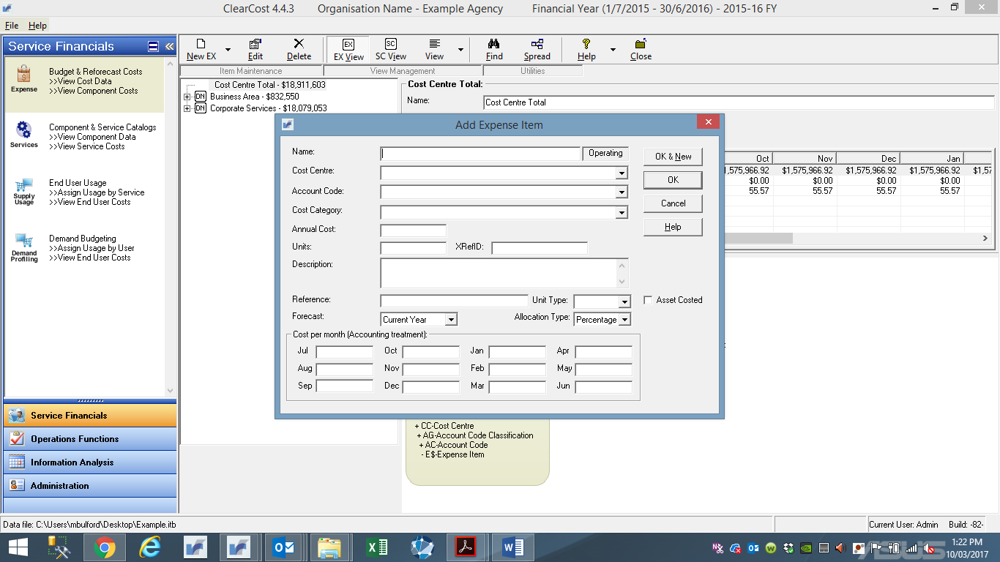 ClearCost 4.4.3 Organisation Name - Example Agency Financial Year (1/7/2015 - 30/6/2016) - 2015-16 FY
File Help
Service Financials
Expense
Budget & Reforecast Costs
>>View Cost Data
>>View Component Costs
Services
Component & Service Catalogs
>>View Component Data
>>View Service Costs
Supply Usage
End User Usage
>>Assign Usage by Service
>>View End User Costs
Demand Profiling
Demand Budgeting
>>Assign Usage by User
>>View End User Costs
Service Financials
Operations Functions
Information Analysis
Administration
New EX Edit Delete EX EX View SC SC View View Find Spread Help Close
Item Maintenance View Management Utilities
Cost Centre Total - $18,911,603
DN Business Area - $832,550
DN Corporate Services - $18,079,053
Cost Centre Total:
Name: Cost Centre Total
Oct Nov Dec Jan
1,575,966.92 $1,575,966.92 $1,575,966.92 $1,575,966.92 $1,57
$0.00 $0.00 $0.00 $0.00
55.57 55.57 55.57 55.57
Add Expense Item
Name: Operating OK & New
Cost Centre: OK
Account Code: Cancel
Cost Category: Help
Annual Cost:
Units: XRefID:
Description:
Reference: Unit Type: Asset Costed
Forecast: Current Year Allocation Type: Percentage
Cost per month (Accounting treatment):
Jul Oct Jan Apr
Aug Nov Feb May
Sep Dec Mar Jun
+ CC-Cost Centre
+ AG-Account Code Classification
+ AC-Account Code
- E$-Expense Item
Data file: C:\Users\mbulford\Desktop\Example.itb Current User: Admin Build: -82-
1:22 PM
10/03/2017
ASUS